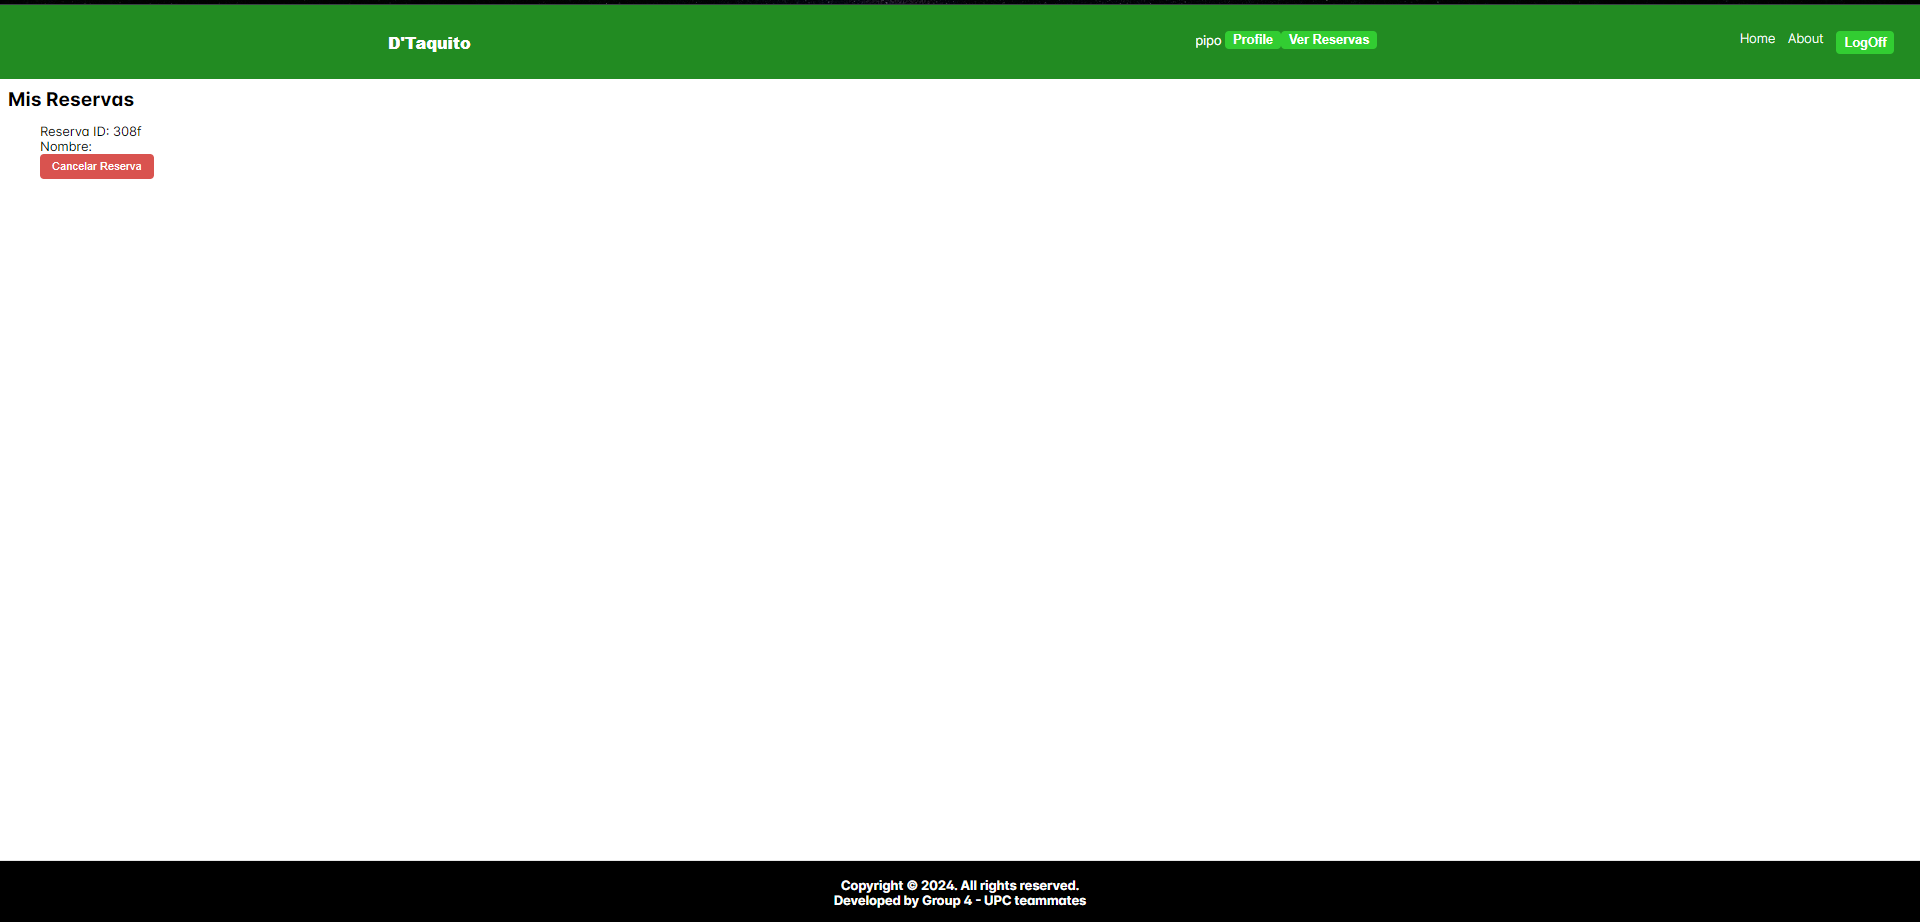 D'Taquito
pipo Profile Ver Reservas
Home About LogOff
Mis Reservas
Reserva ID: 308f
Nombre:
Cancelar Reserva
Copyright © 2024. All rights reserved.
Developed by Group 4 - UPC teammates